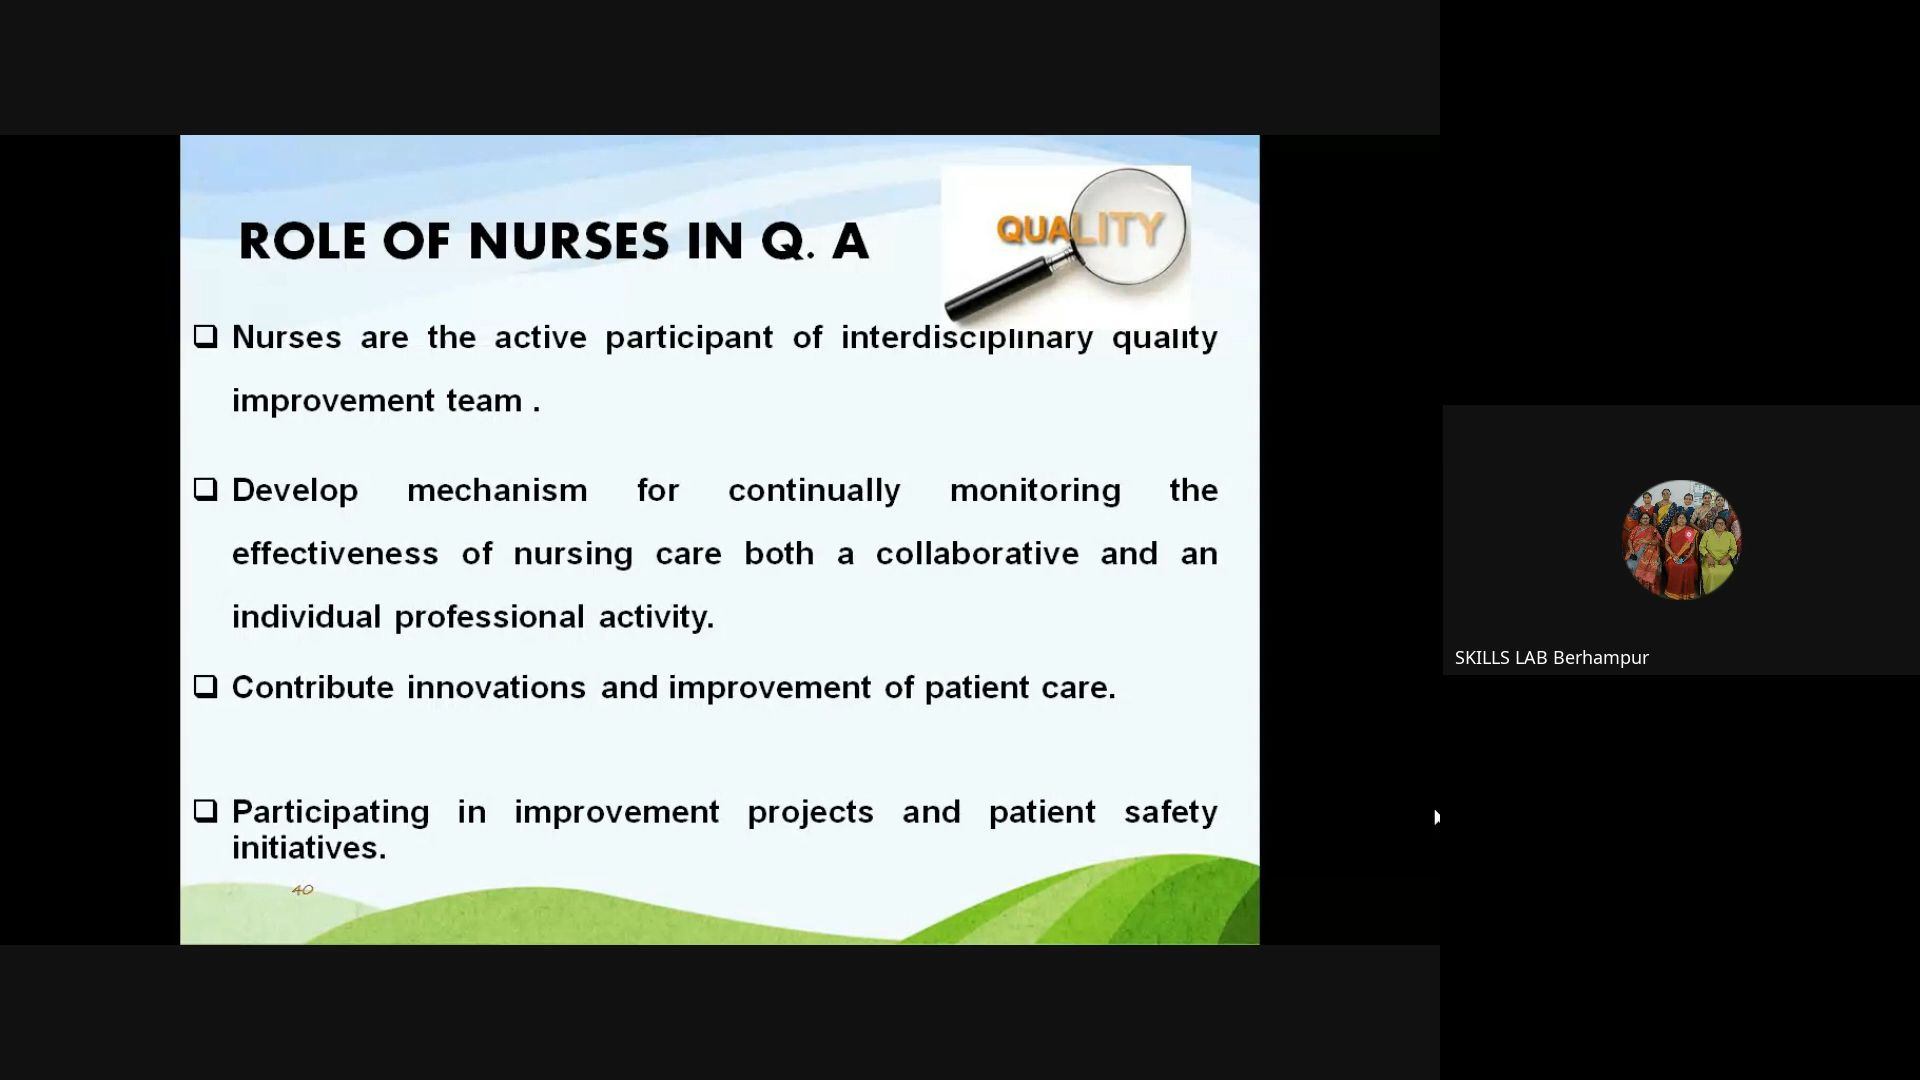 QUALITY
ROLE OF NURSES IN Q. A
❑ Nurses are the active participant of interdisciplinary quality
improvement team .
❑ Develop mechanism for continually monitoring the
effectiveness of nursing care both a collaborative and an
individual professional activity.
❑ Contribute innovations and improvement of patient care.
❑ Participating in improvement projects and patient safety
initiatives.
40
SKILLS LAB Berhampur